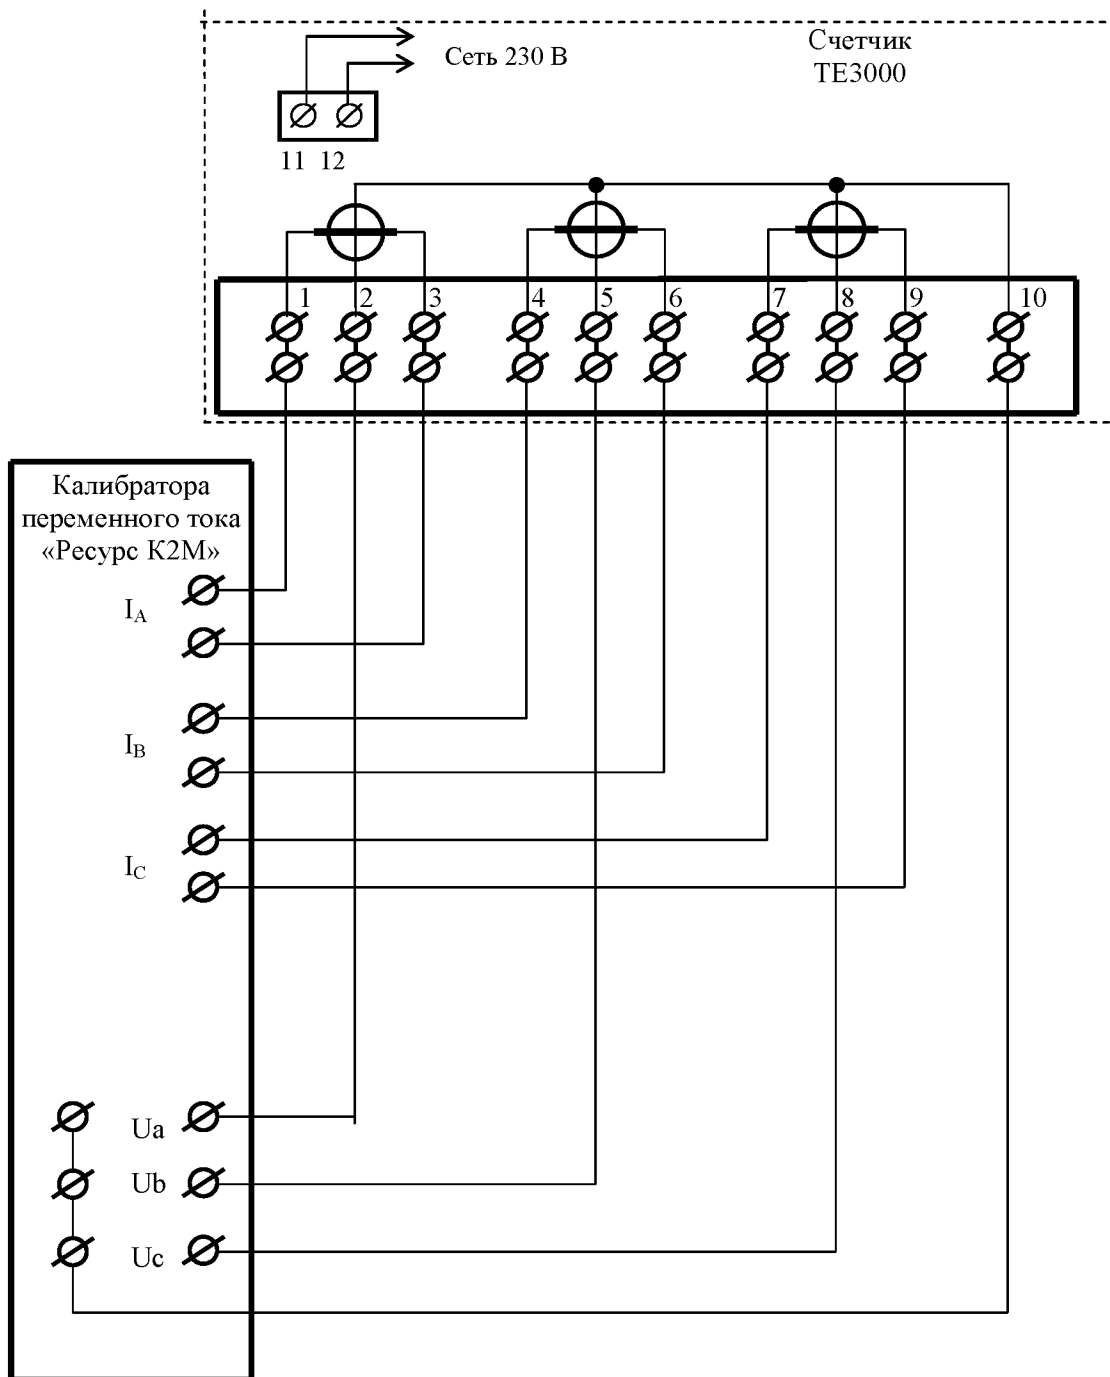 Сеть 230 В
Счетчик
ТЕ3000
11 12
1 2 3 4 5 6 7 8 9 10
Калибратора
переменного тока
«Ресурс К2М»
IA
IB
IC
Ua
Ub
Uc